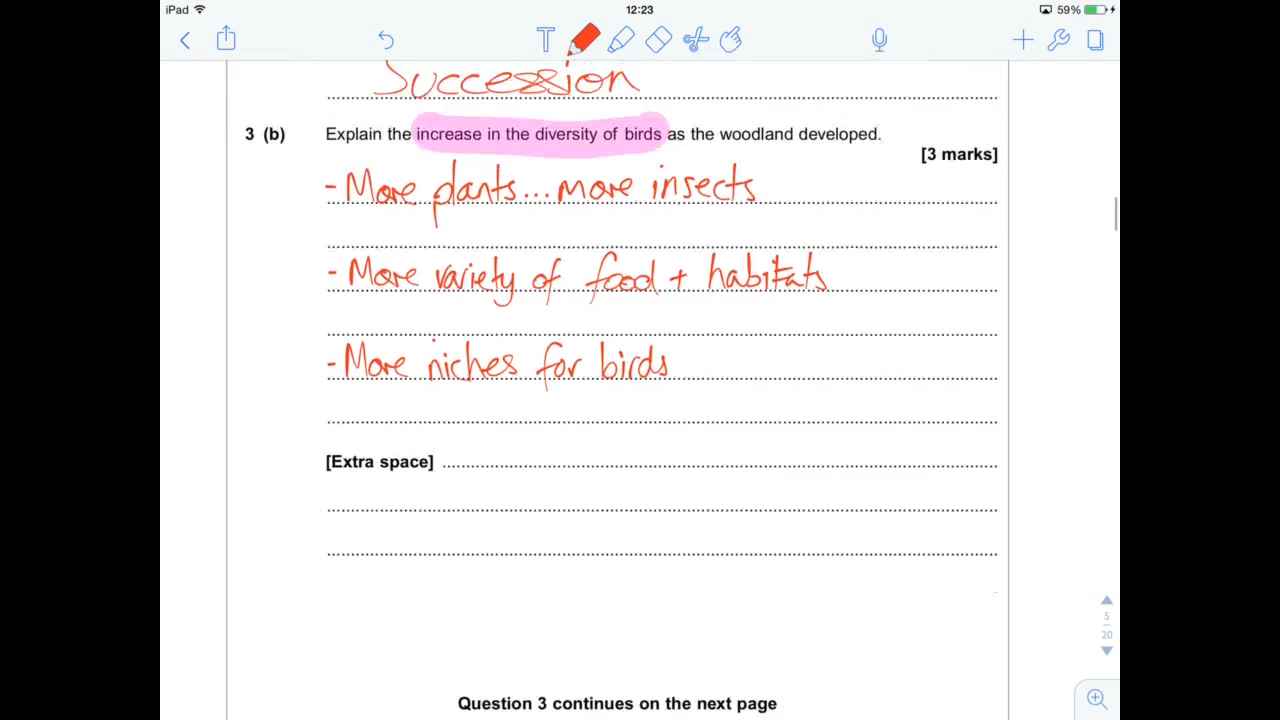 iPad
12:23
59%
Succession
3 (b) Explain the increase in the diversity of birds as the woodland developed.
[3 marks]
- More plants... more insects
- More variety of food + habitats
- More niches for birds
[Extra space]
5
20
Question 3 continues on the next page